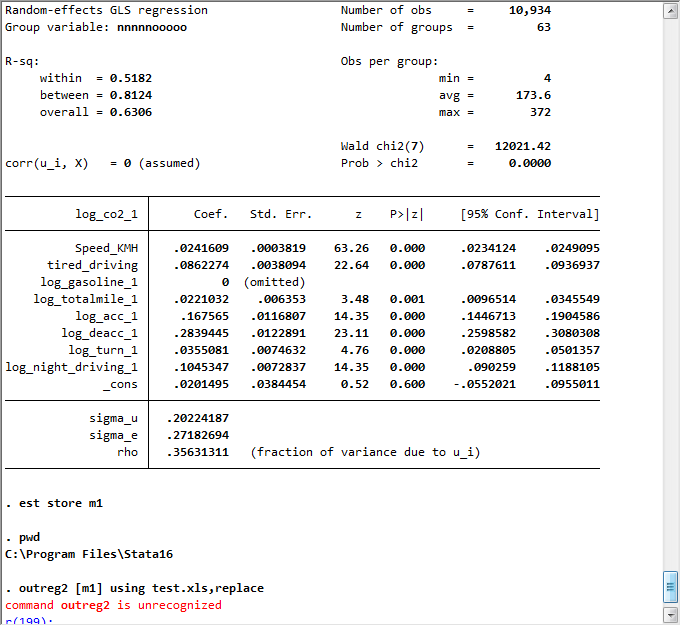 Random-effects GLS regression Number of obs = 10,934
Group variable: nnnnnooooo Number of groups = 63
R-sq: Obs per group:
within = 0.5182 min = 4
between = 0.8124 avg = 173.6
overall = 0.6306 max = 372
Wald chi2(7) = 12021.42
corr(u_i, X) = 0 (assumed) Prob > chi2 = 0.0000
log_co2_1 Coef. Std. Err. z P>|z| [95% Conf. Interval]
Speed_KMH .0241609 .0003819 63.26 0.000 .0234124 .0249095
tired_driving .0862274 .0038094 22.64 0.000 .0787611 .0936937
log_gasoline_1 0 (omitted)
log_totalmile_1 .0221032 .006353 3.48 0.001 .0096514 .0345549
log_acc_1 .167565 .0116807 14.35 0.000 .1446713 .1904586
log_deacc_1 .2839445 .0122891 23.11 0.000 .2598582 .3080308
log_turn_1 .0355081 .0074632 4.76 0.000 .0208805 .0501357
log_night_driving_1 .1045347 .0072837 14.35 0.000 .090259 .1188105
_cons .0201495 .0384454 0.52 0.600 -.0552021 .0955011
sigma_u .20224187
sigma_e .27182694
rho .35631311 (fraction of variance due to u_i)
. est store m1
. pwd
C:\Program Files\Stata16
. outreg2 [m1] using test.xls,replace
command outreg2 is unrecognized
r(199);